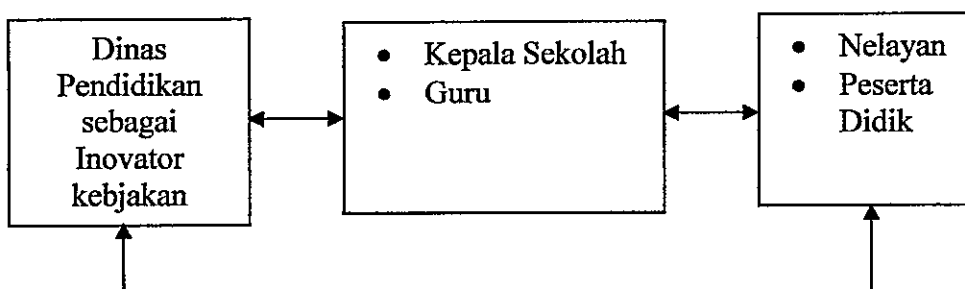 Dinas
Pendidikan
sebagai
Inovator
kebjakan
• Kepala Sekolah
• Guru
• Nelayan
• Peserta
Didik